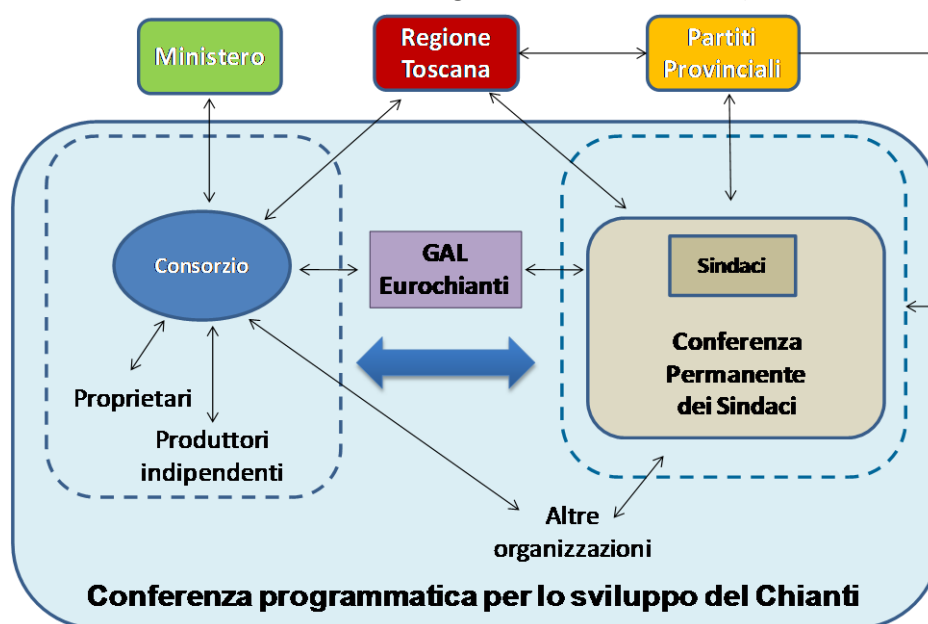 Ministero
Regione
Toscana
Partiti
Provinciali
Consorzio
GAL
Eurochianti
Sindaci
Conferenza
Permanente
dei Sindaci
Proprietari
Produttori
indipendenti
Altre
organizzazioni
Conferenza programmatica per lo sviluppo del Chianti